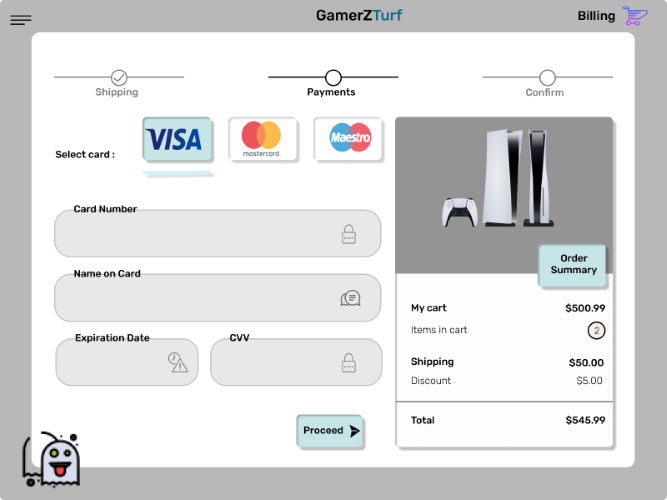 GamerZTurf
Billing
Shipping
Payments
Confirm
Select card :
VISA
mastercard
Maestro
Card Number
Name on Card
Expiration Date
CVV
Proceed
Order
Summary
My cart $500.99
Items in cart 2
Shipping $50.00
Discount $5.00
Total $545.99